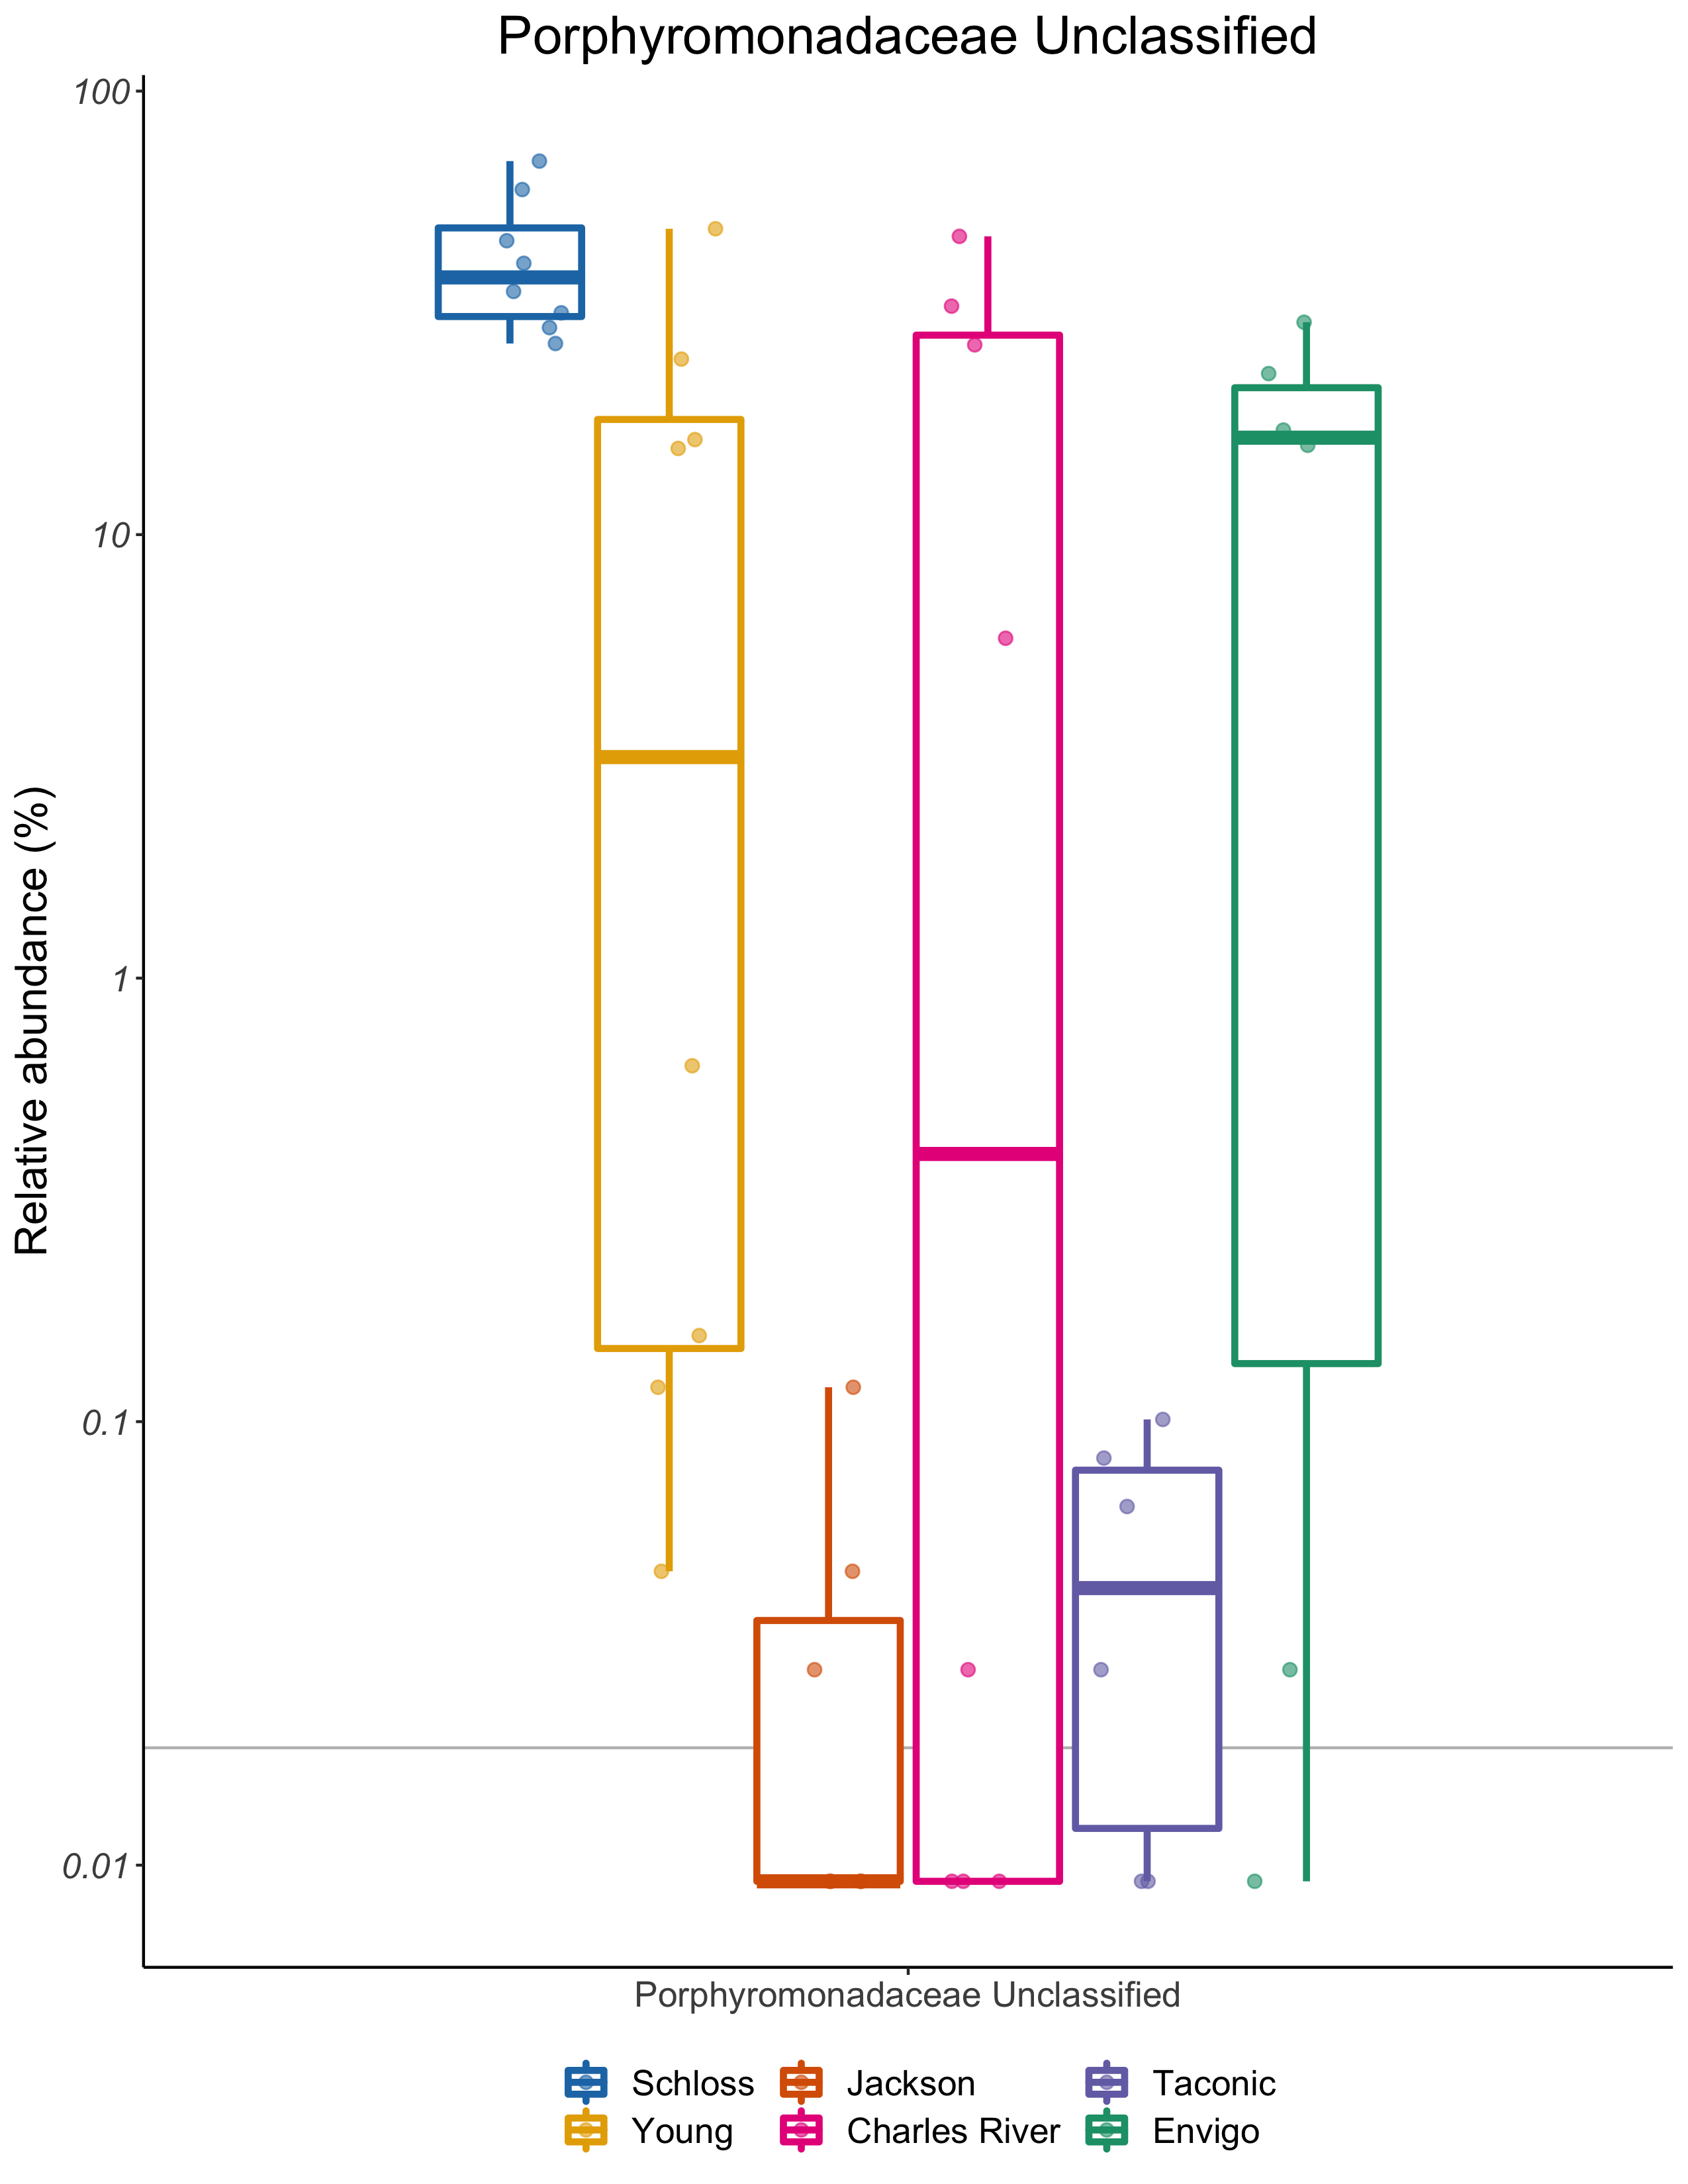 Porphyromonadaceae Unclassified
100
10
1
0.1
0.01
Relative abundance (%)
Porphyromonadaceae Unclassified
Schloss
Jackson
Taconic
Young
Charles River
Envigo